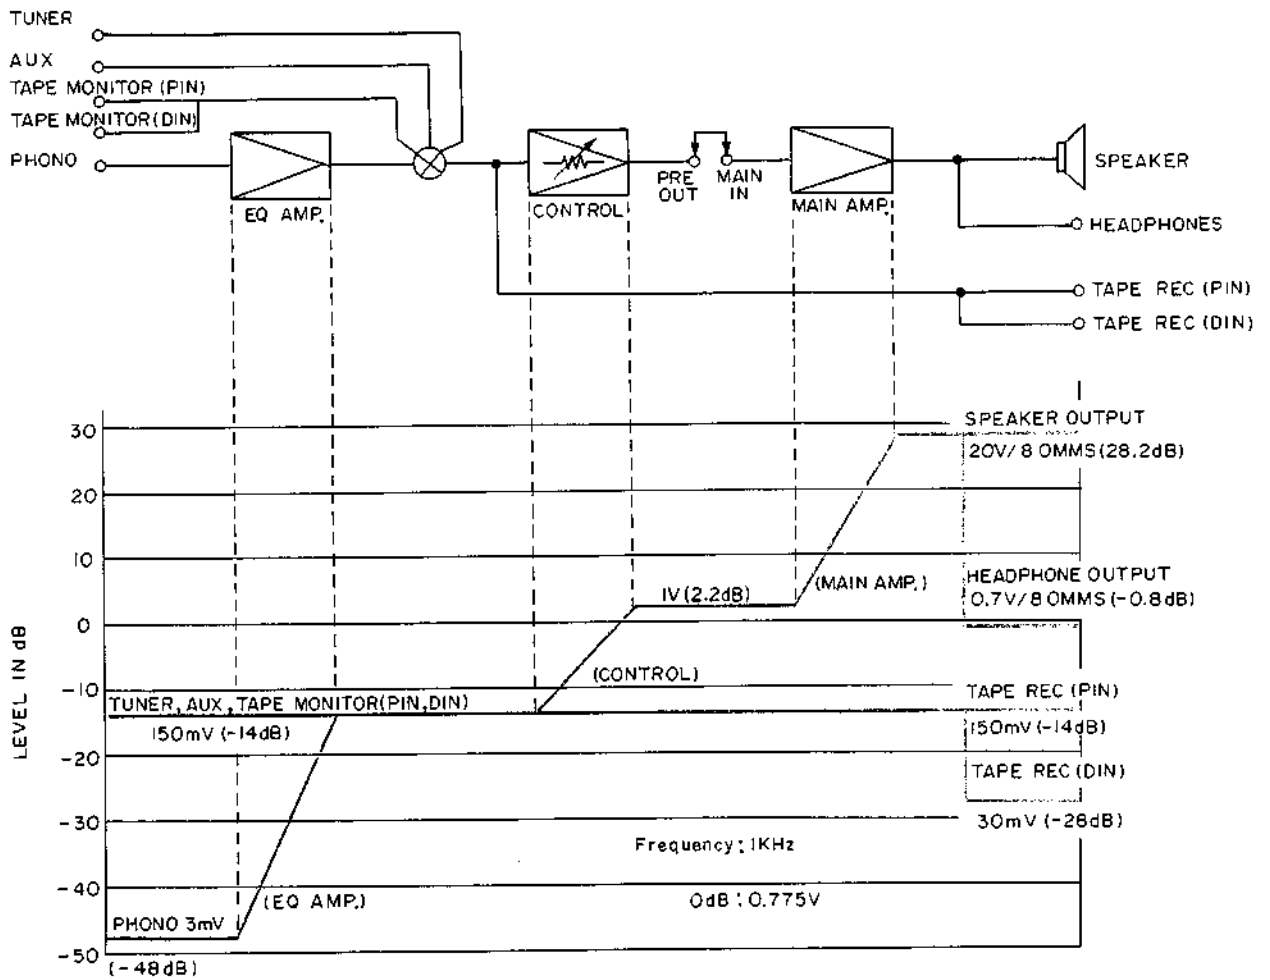 TUNER
AUX
TAPE MONITOR (PIN)
TAPE MONITOR (DIN)
PHONO
EQ AMP.
CONTROL
PRE OUT
MAIN IN
MAIN AMP.
SPEAKER
HEADPHONES
TAPE REC (PIN)
TAPE REC (DIN)
LEVEL IN dB
30
20
10
0
-10
-20
-30
-40
-50
SPEAKER OUTPUT
20V/8 OMMS (28.2dB)
HEADPHONE OUTPUT
0.7V/8 OMMS (-0.8dB)
(MAIN AMP.)
1V (2.2dB)
(CONTROL)
TUNER, AUX, TAPE MONITOR(PIN, DIN)
150mV (-14dB)
TAPE REC (PIN)
150mV (-14dB)
TAPE REC (DIN)
30mV (-28dB)
Frequency : 1KHz
0dB : 0.775V
(EQ AMP.)
PHONO 3mV
(-48dB)